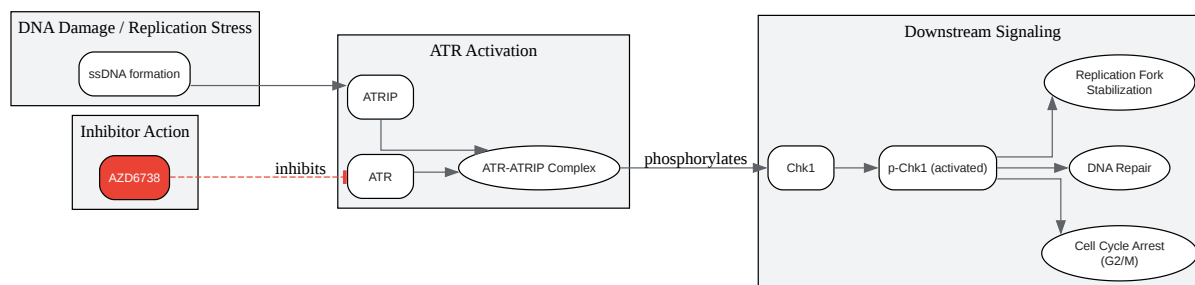 DNA Damage / Replication Stress
ssDNA formation
Inhibitor Action
AZD6738
inhibits
ATR Activation
ATRIP
ATR
ATR-ATRIP Complex
phosphorylates
Downstream Signaling
Chk1
p-Chk1 (activated)
Replication Fork
Stabilization
DNA Repair
Cell Cycle Arrest
(G2/M)